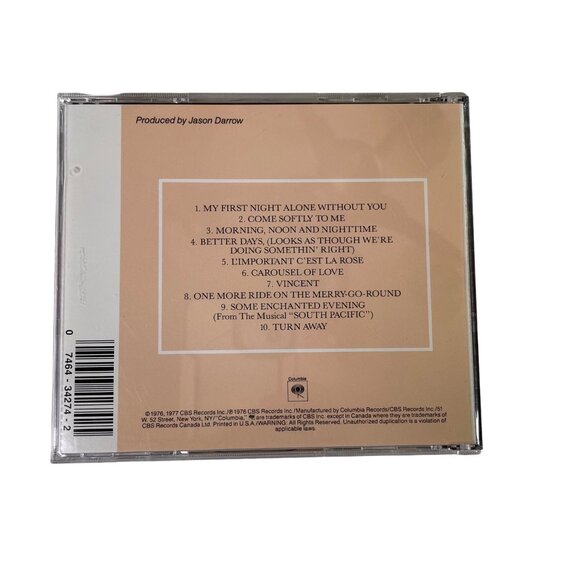 Produced by Jason Darrow
1. MY FIRST NIGHT ALONE WITHOUT YOU
2. COME SOFTLY TO ME
3. MORNING, NOON AND NIGHTTIME
4. BETTER DAYS, (LOOKS AS THOUGH WE'RE
DOING SOMETHIN' RIGHT)
5. L'IMPORTANT C'EST LA ROSE
6. CAROUSEL OF LOVE
7. VINCENT
8. ONE MORE RIDE ON THE MERRY-GO-ROUND
9. SOME ENCHANTED EVENING
(From The Musical "SOUTH PACIFIC")
10. TURN AWAY
Columbia
© 1976, 1977 CBS Records Inc./℗ 1976 CBS Records Inc./Manufactured by Columbia Records/CBS Records Inc./51
W. 52 Street, New York, NY/"Columbia," are trademarks of CBS Inc. except in Canada where they are trademarks of
CBS Records Canada Ltd. Printed in U.S.A./WARNING: All Rights Reserved. Unauthorized duplication is a violation of
applicable laws.
0 7464-34274-2